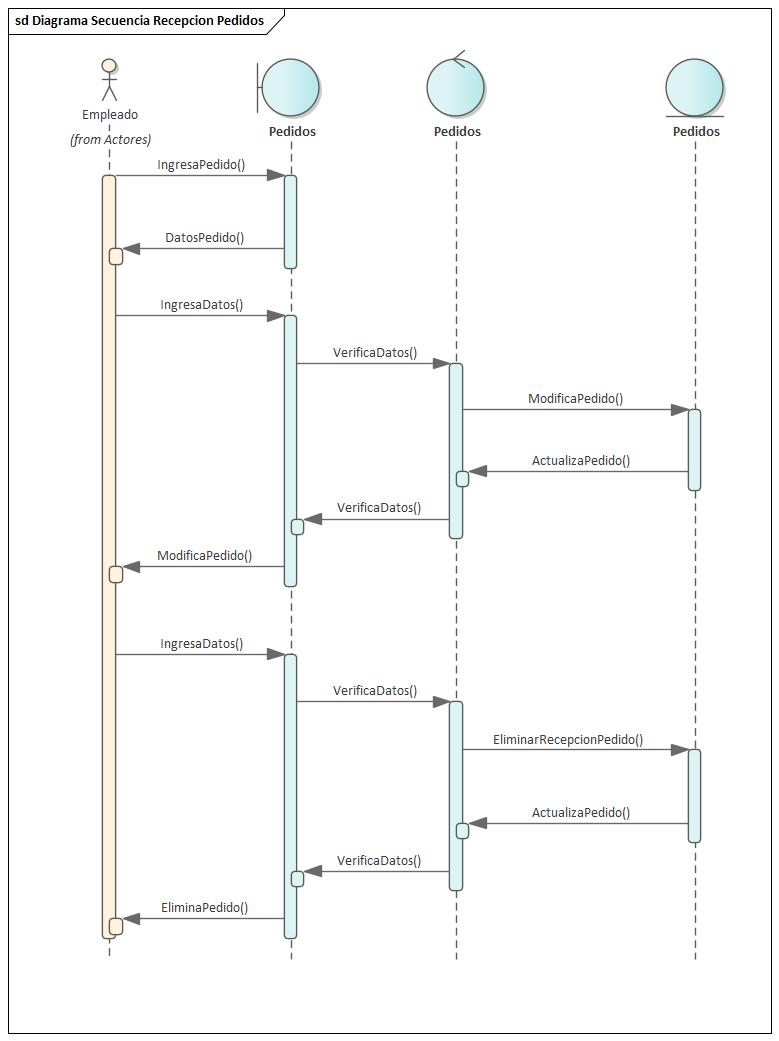 sd Diagrama Secuencia Recepcion Pedidos
Empleado
(from Actores)
Pedidos
Pedidos
Pedidos
IngresaPedido()
DatosPedido()
IngresaDatos()
VerificaDatos()
ModificaPedido()
ActualizaPedido()
VerificaDatos()
ModificaPedido()
IngresaDatos()
VerificaDatos()
EliminarRecepcionPedido()
ActualizaPedido()
VerificaDatos()
EliminaPedido()